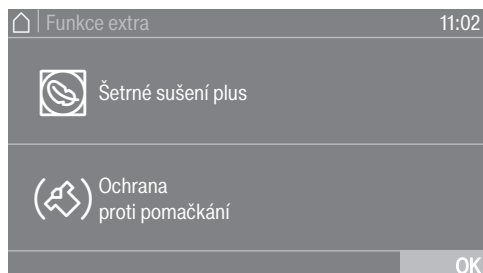 Funkce extra 11:02
Šetrné sušení plus
Ochrana
proti pomačkání
OK